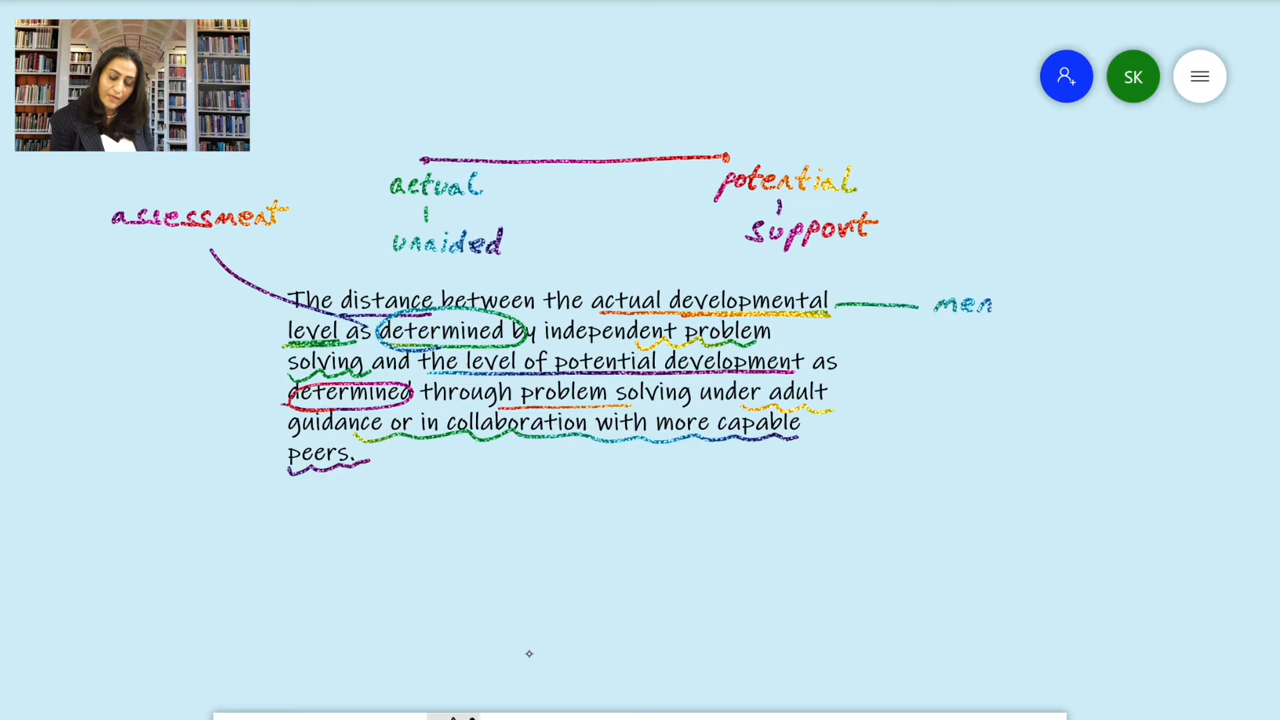 SK
actual
potential
assessment
unaided
support
The distance between the actual developmental
men
level as determined by independent problem
solving and the level of potential development as
determined through problem solving under adult
guidance or in collaboration with more capable
peers.